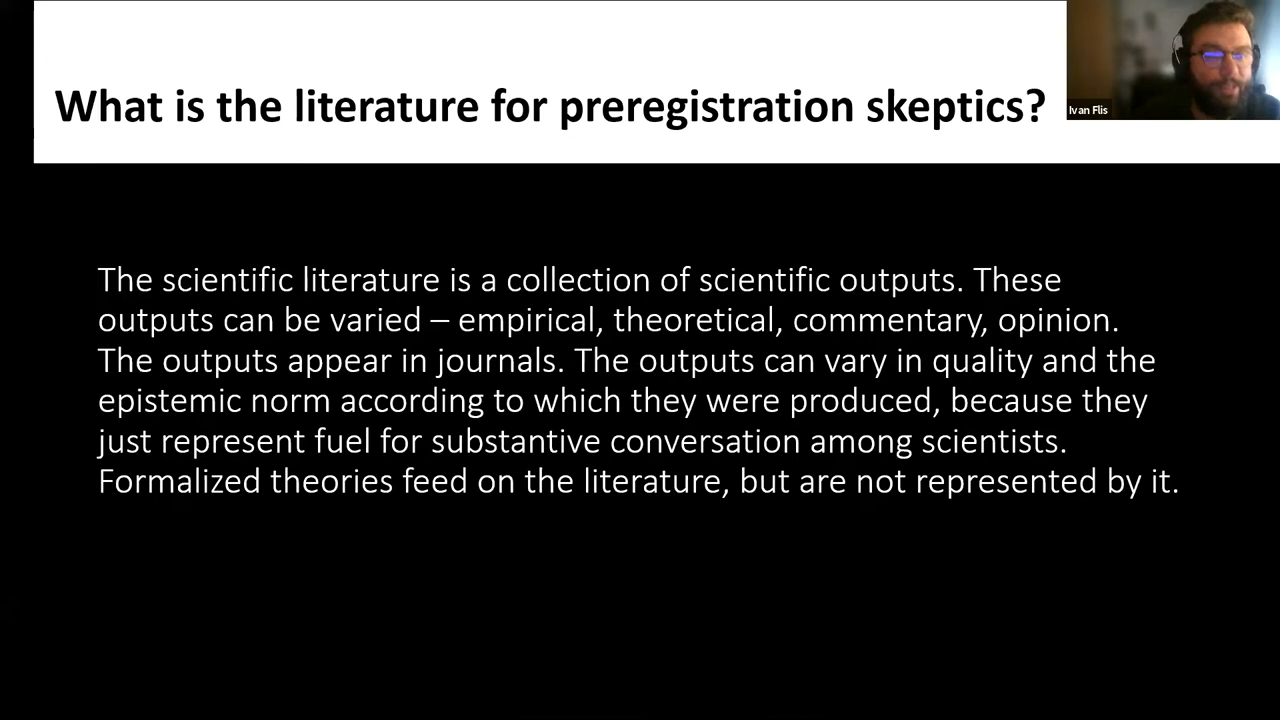 What is the literature for preregistration skeptics?
Ivan Flis
The scientific literature is a collection of scientific outputs. These
outputs can be varied – empirical, theoretical, commentary, opinion.
The outputs appear in journals. The outputs can vary in quality and the
epistemic norm according to which they were produced, because they
just represent fuel for substantive conversation among scientists.
Formalized theories feed on the literature, but are not represented by it.